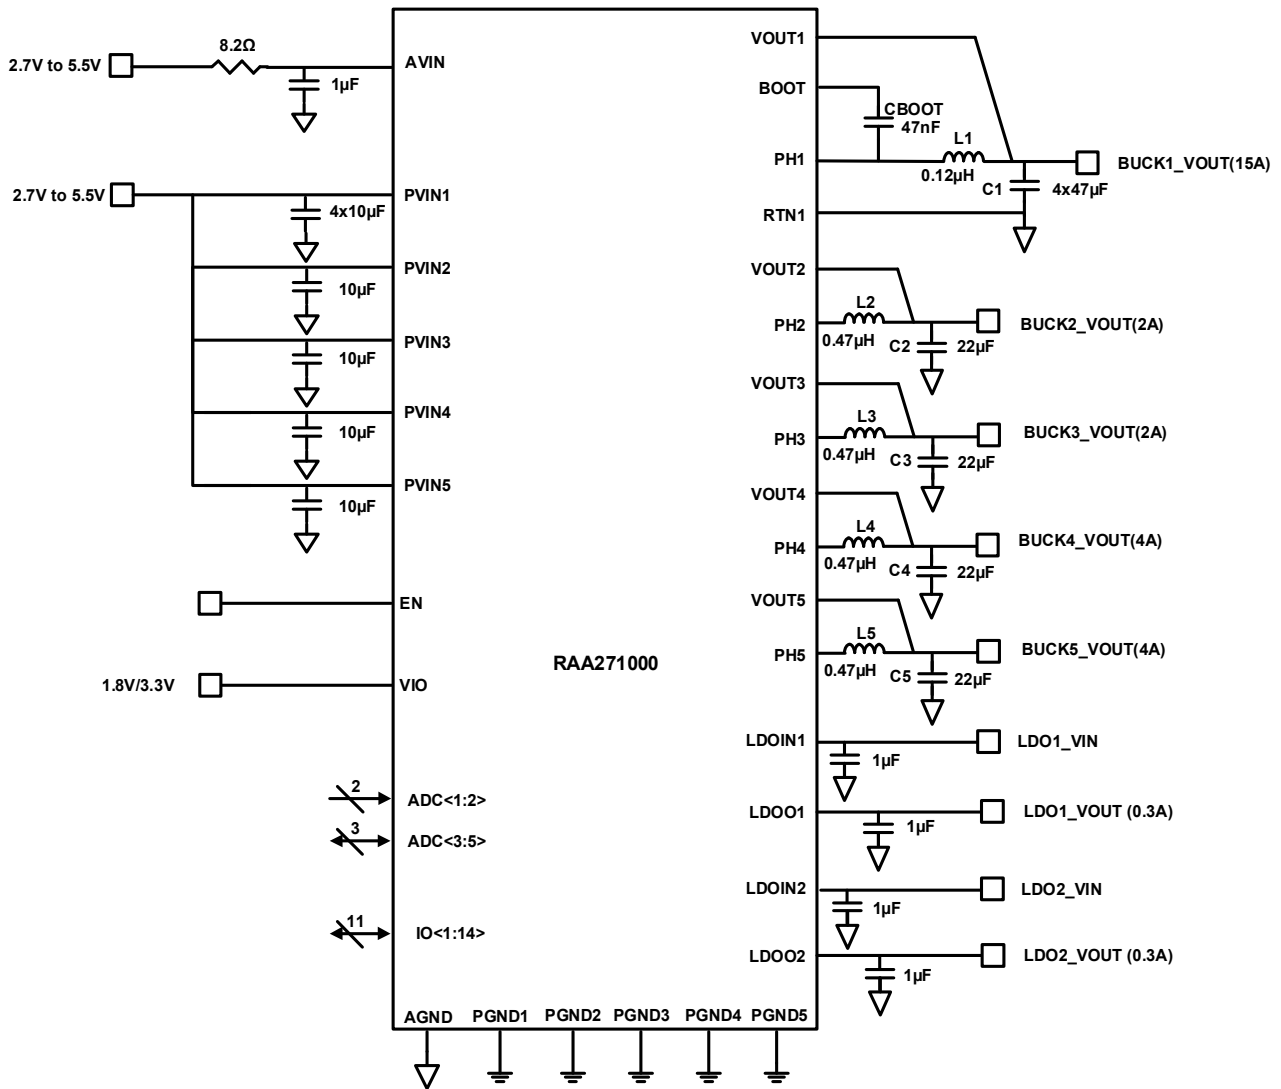 8.2Ω
2.7V to 5.5V
AVIN
1µF
2.7V to 5.5V
PVIN1
4x10µF
PVIN2
10µF
PVIN3
10µF
PVIN4
10µF
PVIN5
10µF
EN
1.8V/3.3V
VIO
2
ADC<1:2>
3
ADC<3:5>
11
IO<1:14>
RAA271000
VOUT1
BOOT
CBOOT
47nF
L1
PH1
0.12µH
C1
4x47µF
BUCK1_VOUT(15A)
RTN1
VOUT2
L2
PH2
0.47µH
C2
22µF
BUCK2_VOUT(2A)
VOUT3
L3
PH3
0.47µH
C3
22µF
BUCK3_VOUT(2A)
VOUT4
L4
PH4
0.47µH
C4
22µF
BUCK4_VOUT(4A)
VOUT5
L5
PH5
0.47µH
C5
22µF
BUCK5_VOUT(4A)
LDOIN1
1µF
LDO1_VIN
LDOO1
1µF
LDO1_VOUT (0.3A)
LDOIN2
1µF
LDO2_VIN
LDOO2
1µF
LDO2_VOUT (0.3A)
AGND
PGND1
PGND2
PGND3
PGND4
PGND5